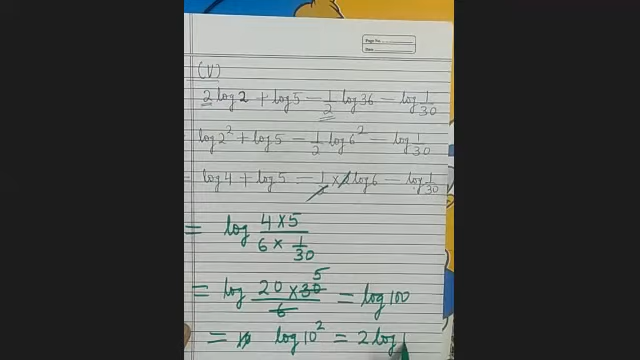 Page No.
Date
(V)
2 log 2 + log 5 − 1/2 log 36 − log 1/30
log 2² + log 5 − 1/2 log 6² − log 1/30
= log 4 + log 5 − 1/2 × 2 log 6 − log 1/30
= log (4 × 5)/(6 × 1/30)
= log (20 × 30 5)/6 = log 100
= log 10² = 2 log 1